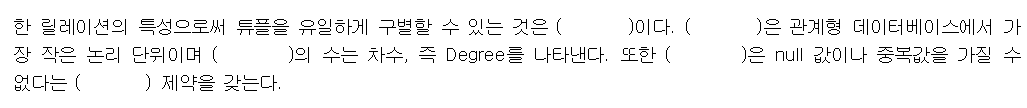 한 릴레이션의 특성으로써 튜플을 유일하게 구별할 수 있는 것은 (        )이다. (        )은 관계형 데이터베이스에서 가
장 작은 논리 단위이며 (        )의 수는 차수, 즉 Degree를 나타낸다. 또한 (        )은 null 값이나 중복값을 가질 수
없다는 (        ) 제약을 갖는다.